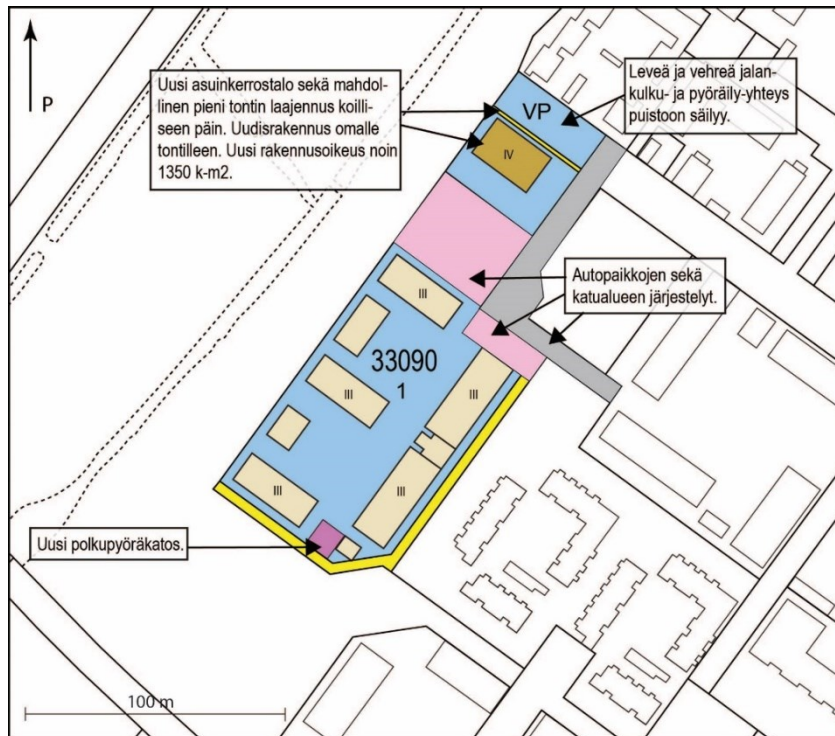 P
Uusi asuinkerrostalo sekä mahdol-
linen pieni tontin laajennus koilli-
seen päin. Uudisrakennus omalle
tontilleen. Uusi rakennusoikeus noin
1350 k-m2.
VP
Leveä ja vehreä jalan-
kulku- ja pyöräily-yhteys
puistoon säilyy.
IV
Autopaikkojen sekä
katualueen järjestelyt.
III
33090
1
III
III
III
III
Uusi polkupyöräkatos.
100 m